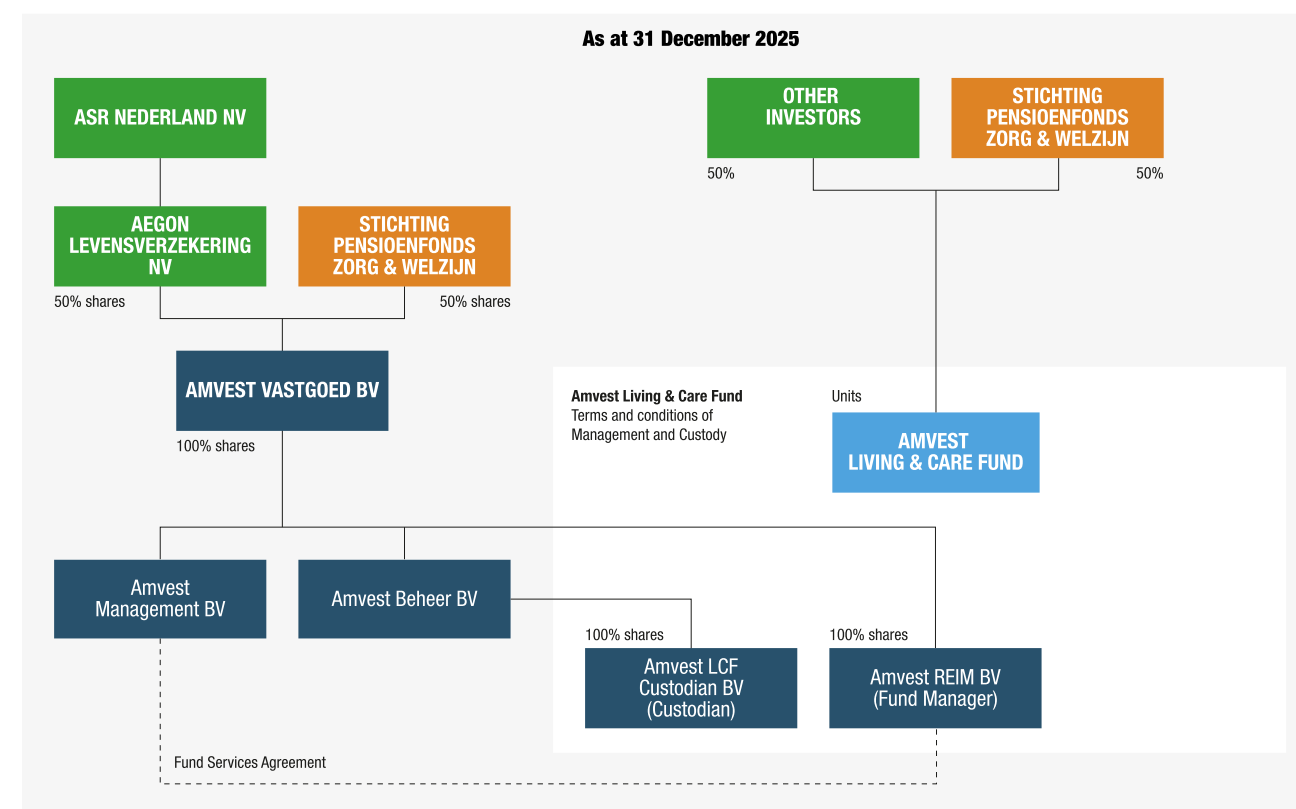 As at 31 December 2025
ASR NEDERLAND NV
OTHER
INVESTORS
STICHTING
PENSIOENFONDS
ZORG & WELZIJN
50%
50%
AEGON
LEVENSVERZEKERING
NV
STICHTING
PENSIOENFONDS
ZORG & WELZIJN
50% shares
50% shares
AMVEST VASTGOED BV
100% shares
Amvest Living & Care Fund
Terms and conditions of
Management and Custody
Units
AMVEST
LIVING & CARE FUND
Amvest
Management BV
Amvest Beheer BV
100% shares
Amvest LCF
Custodian BV
(Custodian)
100% shares
Amvest REIM BV
(Fund Manager)
Fund Services Agreement